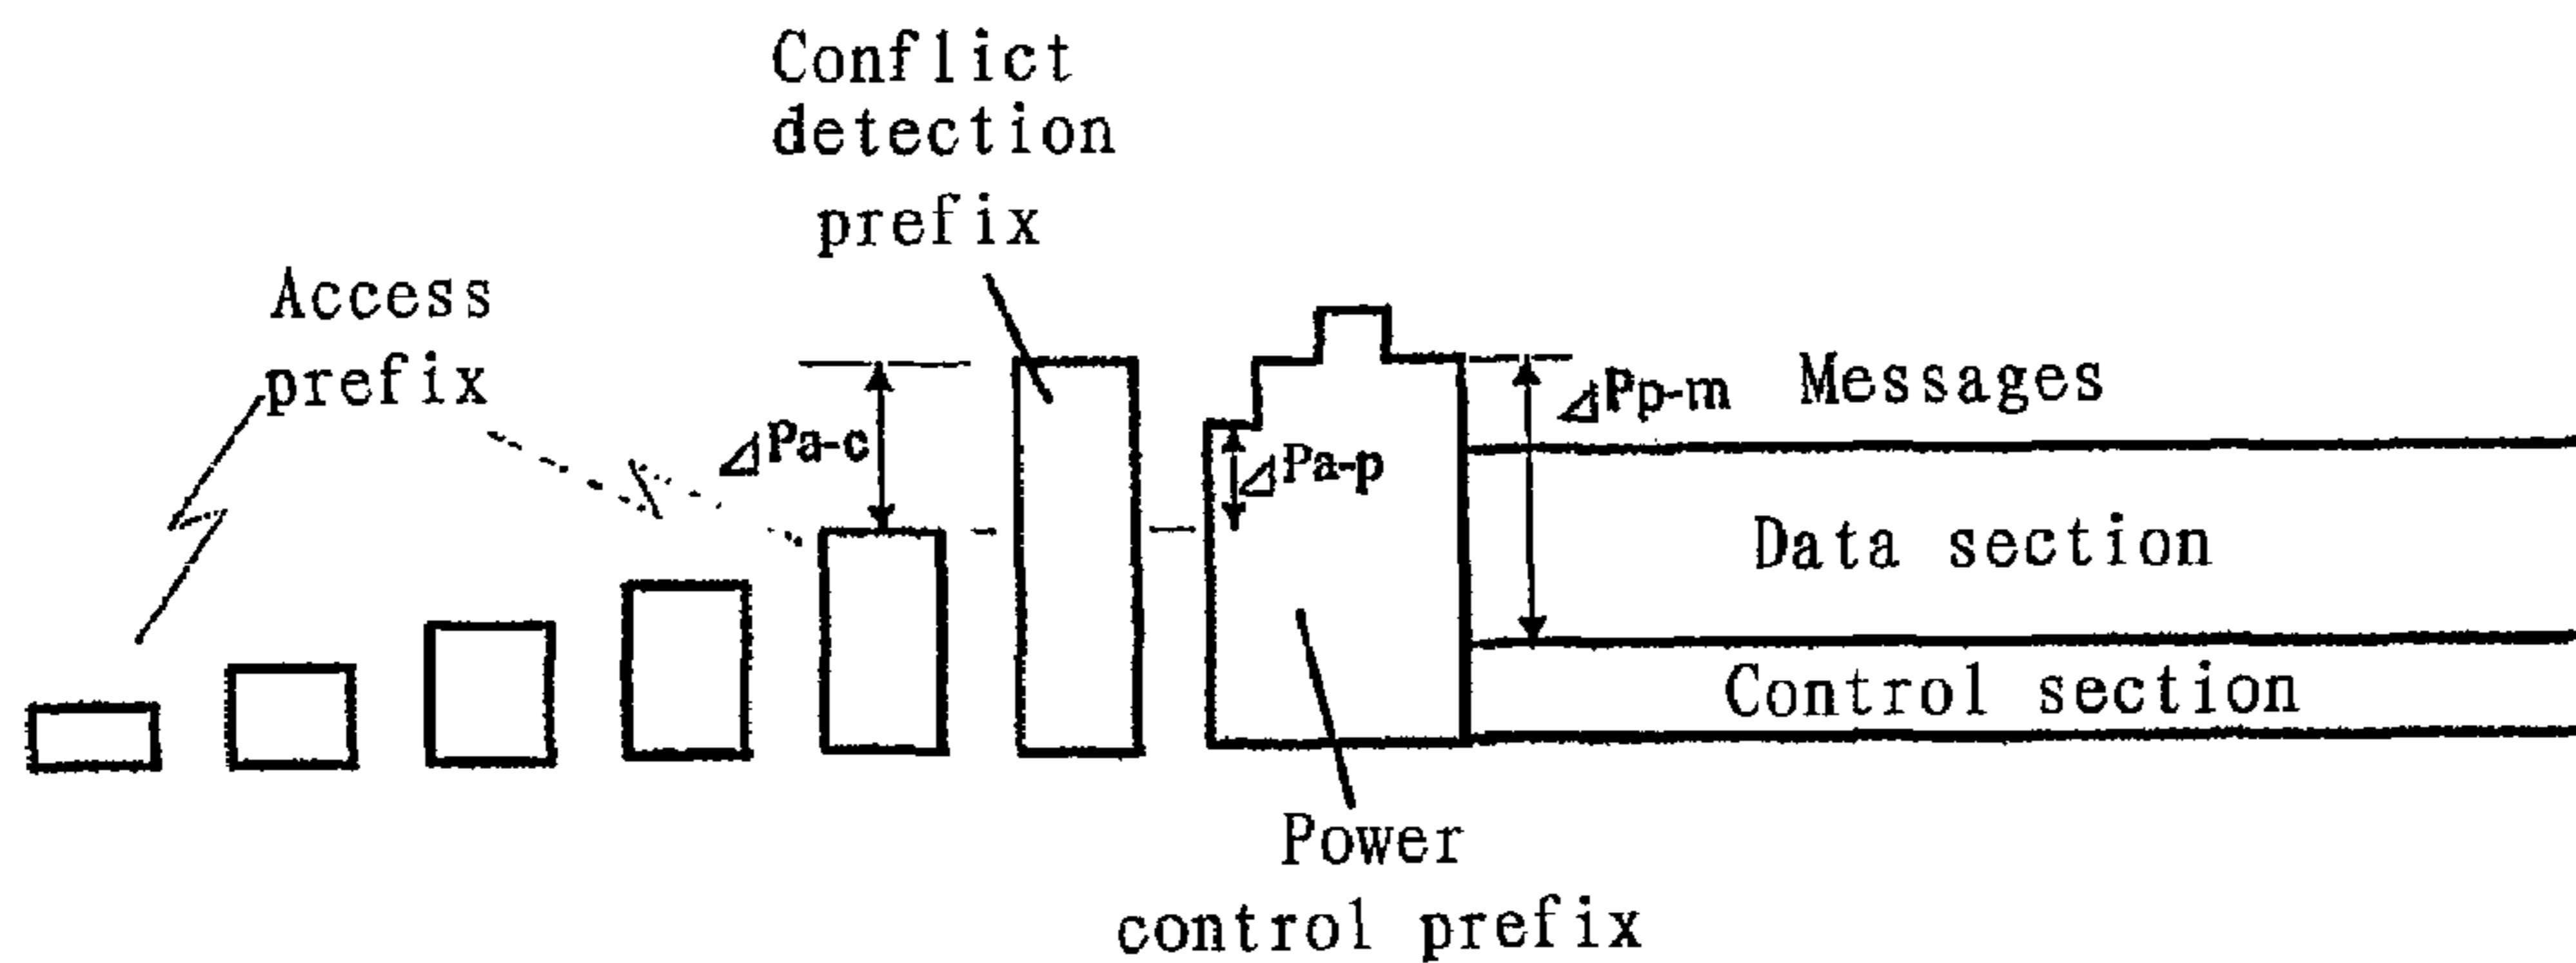 Conflict
detection
prefix
Access
prefix
⊿Pa-c
⊿Pa-p
⊿Pp-m
Messages
Data section
Control section
Power
control prefix